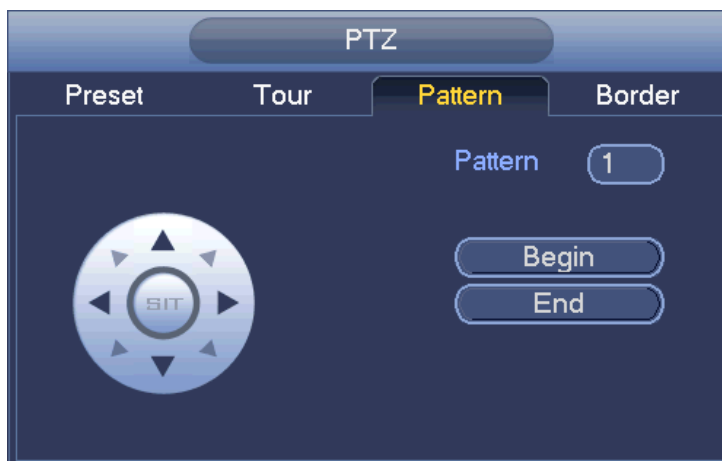 PTZ
Preset Tour Pattern Border
Pattern 1
SIT
Begin
End